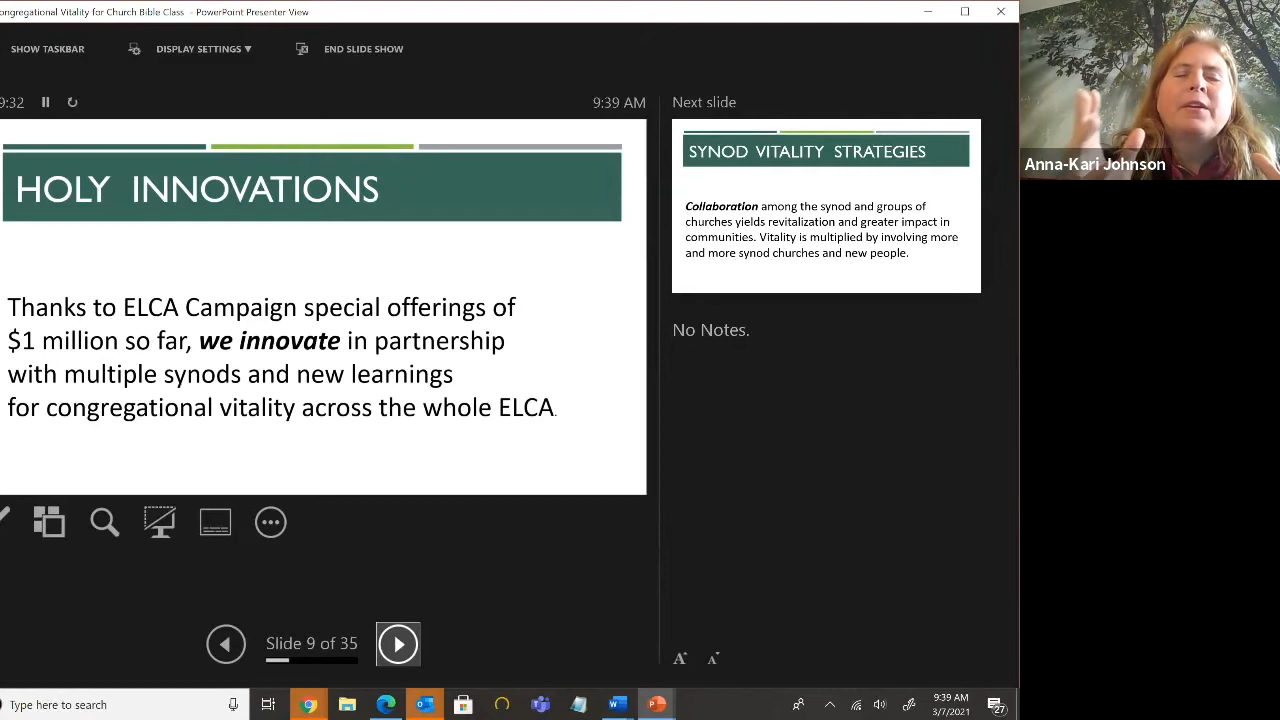 ongregational Vitality for Church Bible Class - PowerPoint Presenter View
SHOW TASKBAR
DISPLAY SETTINGS ▼
END SLIDE SHOW
9:32
9:39 AM
HOLY INNOVATIONS
Thanks to ELCA Campaign special offerings of
$1 million so far, we innovate in partnership
with multiple synods and new learnings
for congregational vitality across the whole ELCA.
Slide 9 of 35
Next slide
SYNOD VITALITY STRATEGIES
Collaboration among the synod and groups of
churches yields revitalization and greater impact in
communities. Vitality is multiplied by involving more
and more synod churches and new people.
No Notes.
A A
Anna-Kari Johnson
Type here to search
9:39 AM
3/7/2021
27